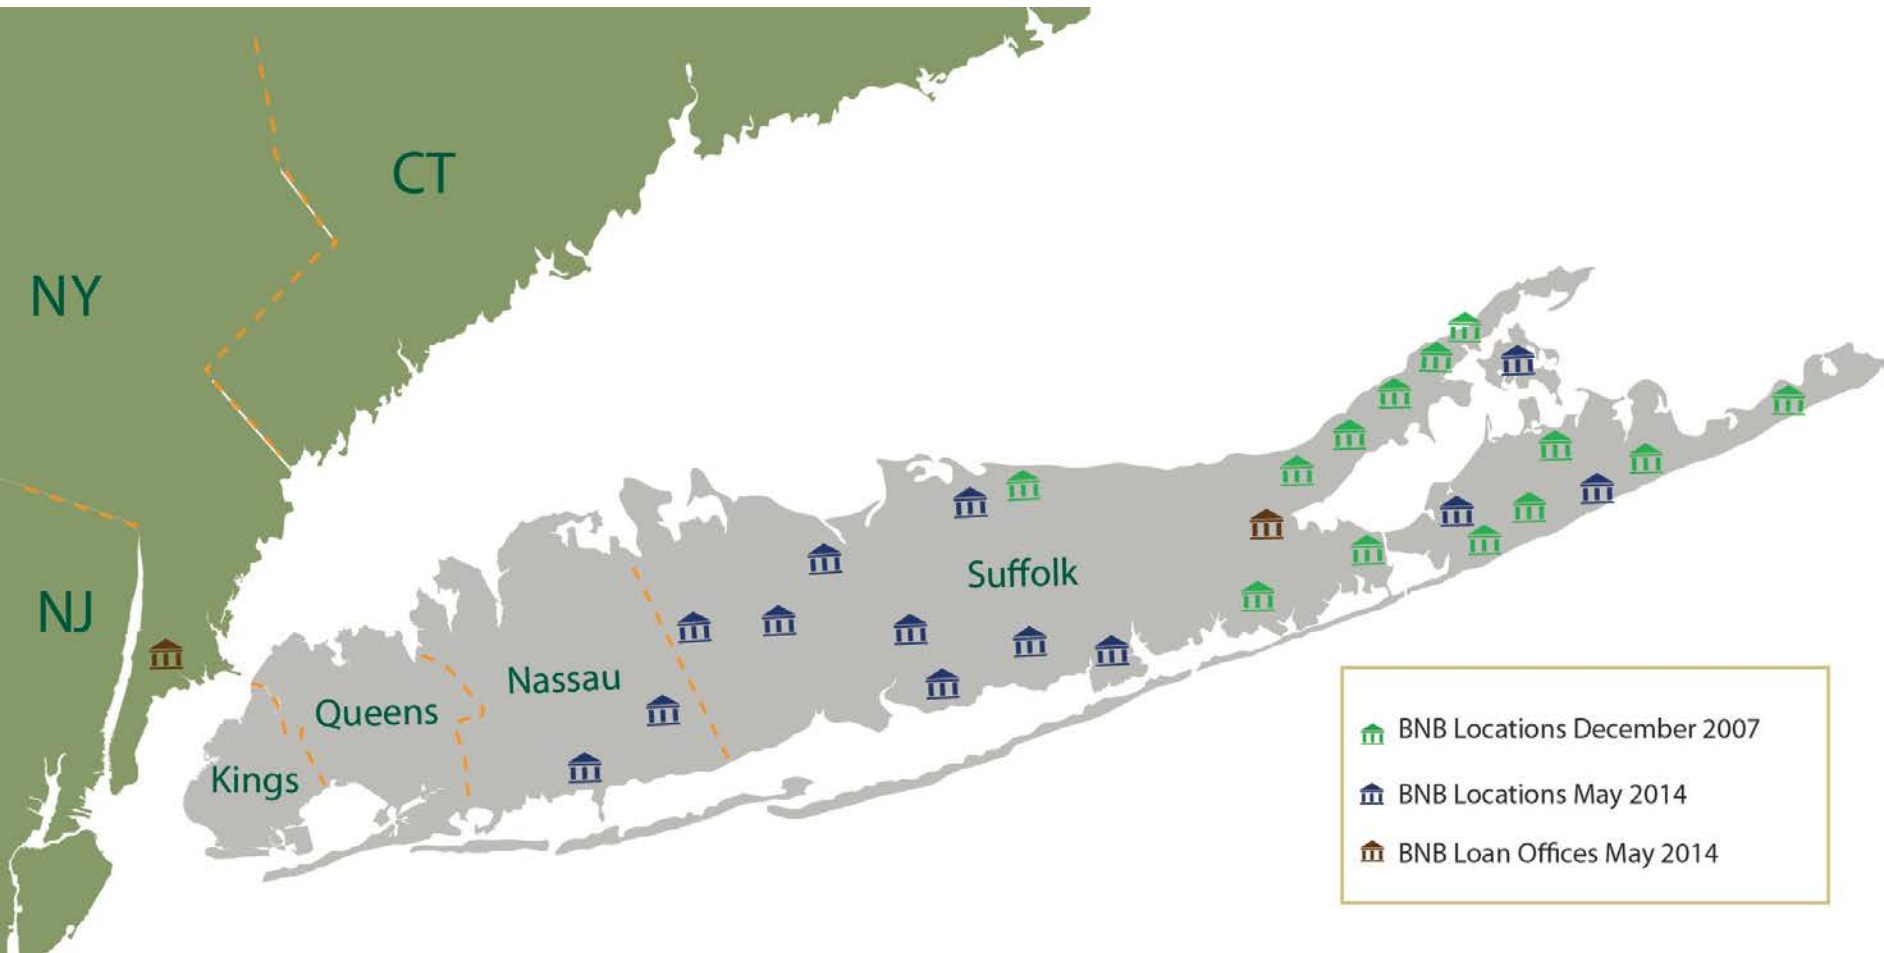 CT
NY
NJ
Suffolk
Nassau
Queens
Kings
BNB Locations December 2007
BNB Locations May 2014
BNB Loan Offices May 2014